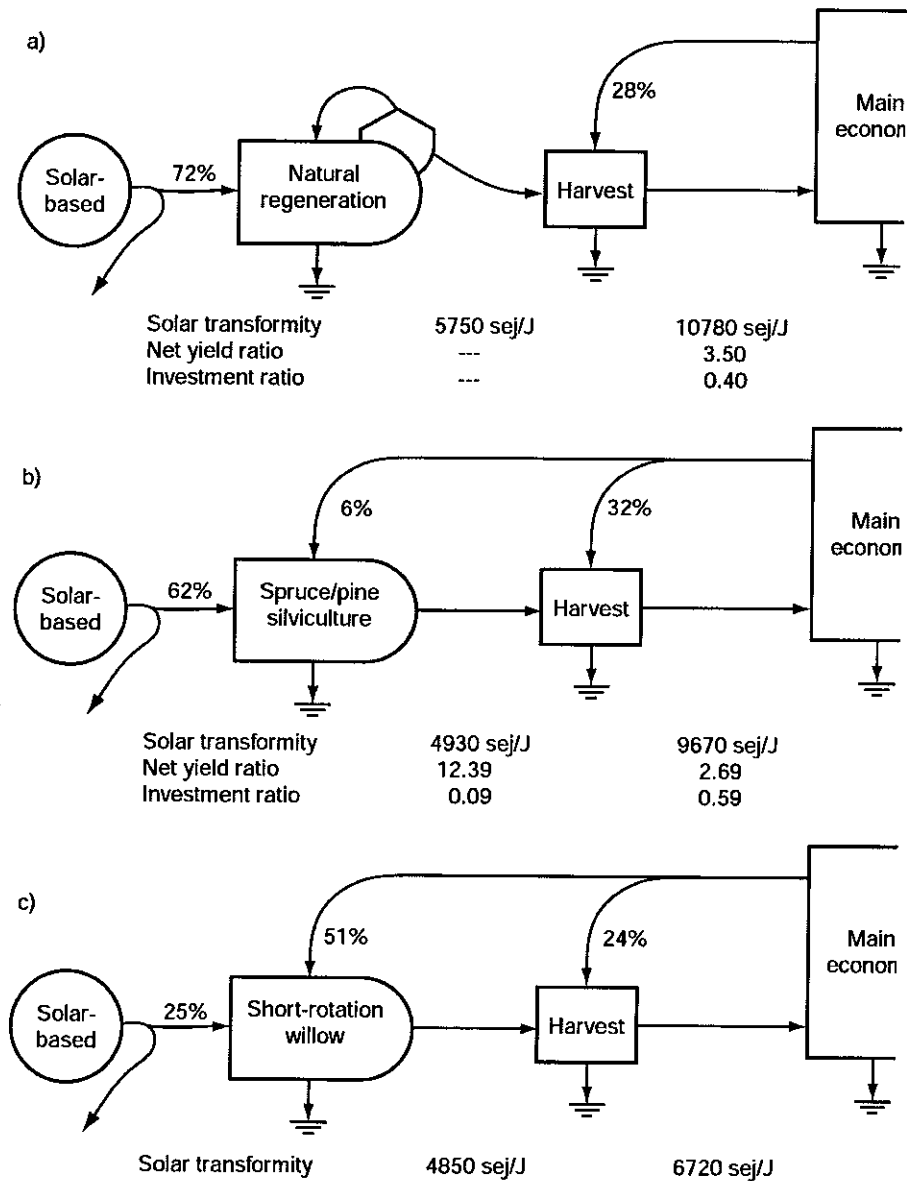 a)
28%
Main
econom
Solar-
based
72%
Natural
regeneration
Harvest
Solar transformity 5750 sej/J 10780 sej/J
Net yield ratio --- 3.50
Investment ratio --- 0.40
b)
6%
32%
Main
econom
Solar-
based
62%
Spruce/pine
silviculture
Harvest
Solar transformity 4930 sej/J 9670 sej/J
Net yield ratio 12.39 2.69
Investment ratio 0.09 0.59
c)
51%
24%
Main
econom
Solar-
based
25%
Short-rotation
willow
Harvest
Solar transformity 4850 sej/J 6720 sej/J